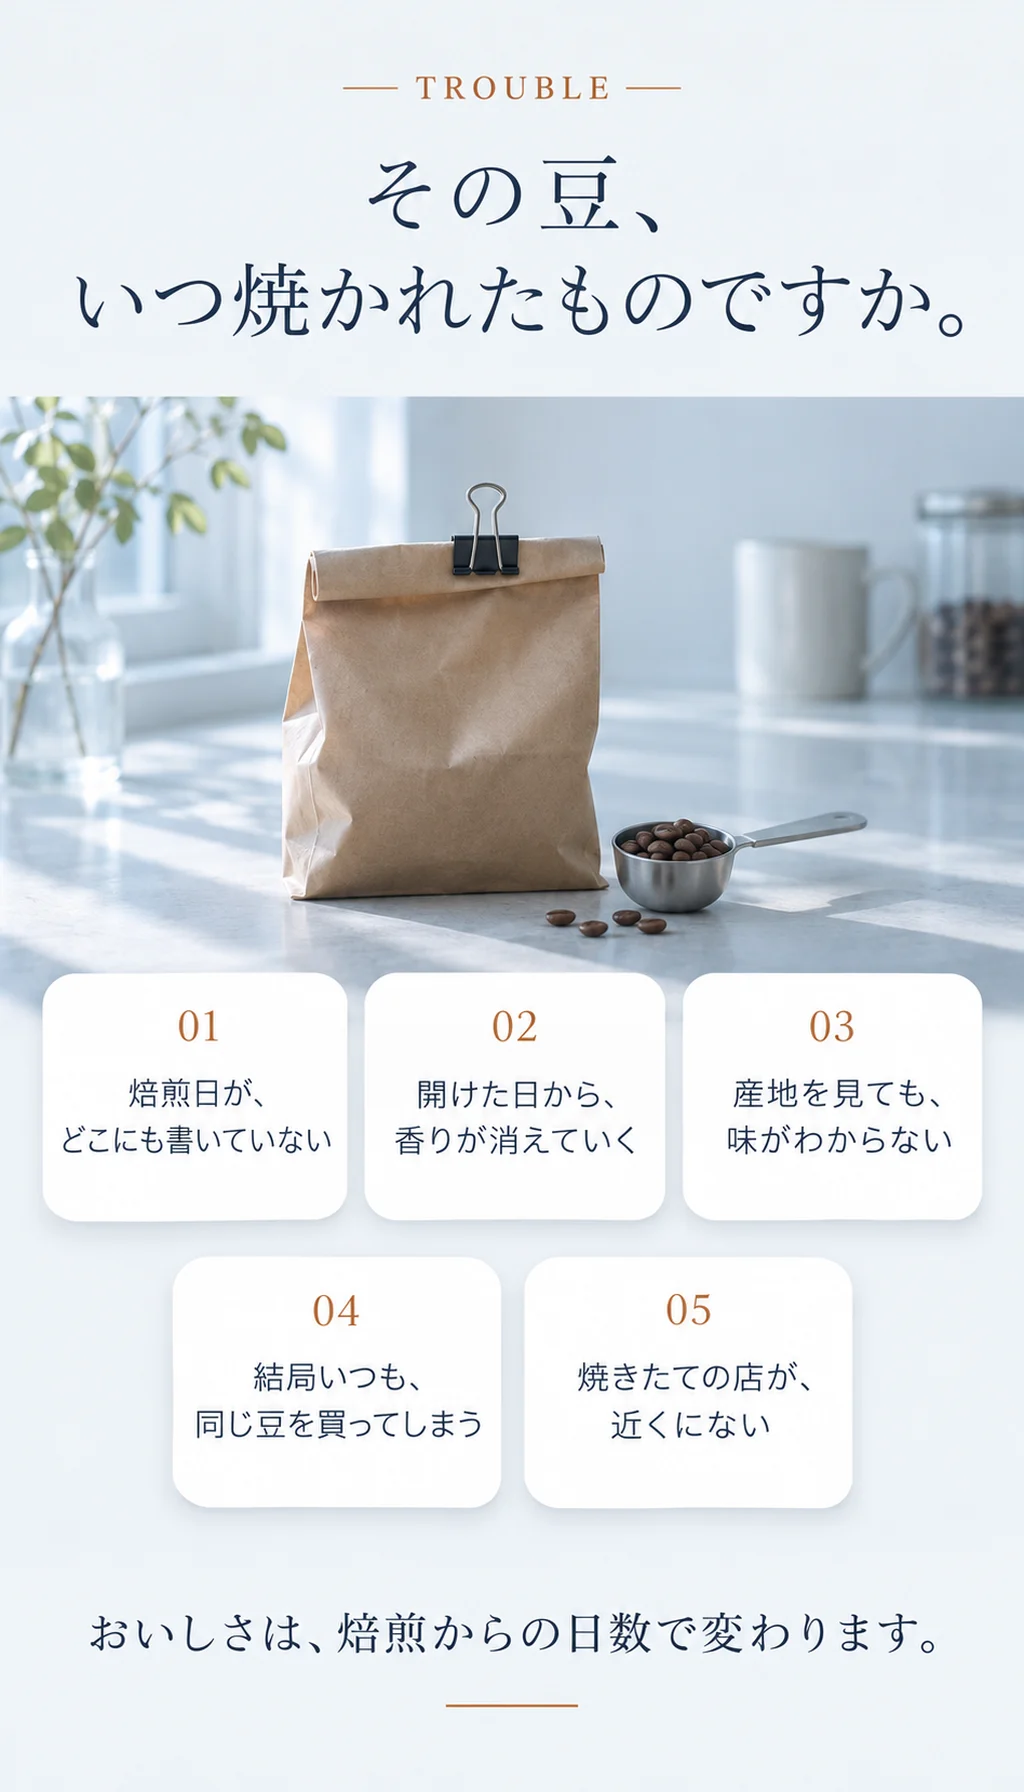 TROUBLE
その豆、
いつ焼かれたものですか。
01
焙煎日が、
どこにも書いていない
02
開けた日から、
香りが消えていく
03
産地を見ても、
味がわからない
04
結局いつも、
同じ豆を買ってしまう
05
焼きたての店が、
近くにない
おいしさは、焙煎からの日数で変わります。